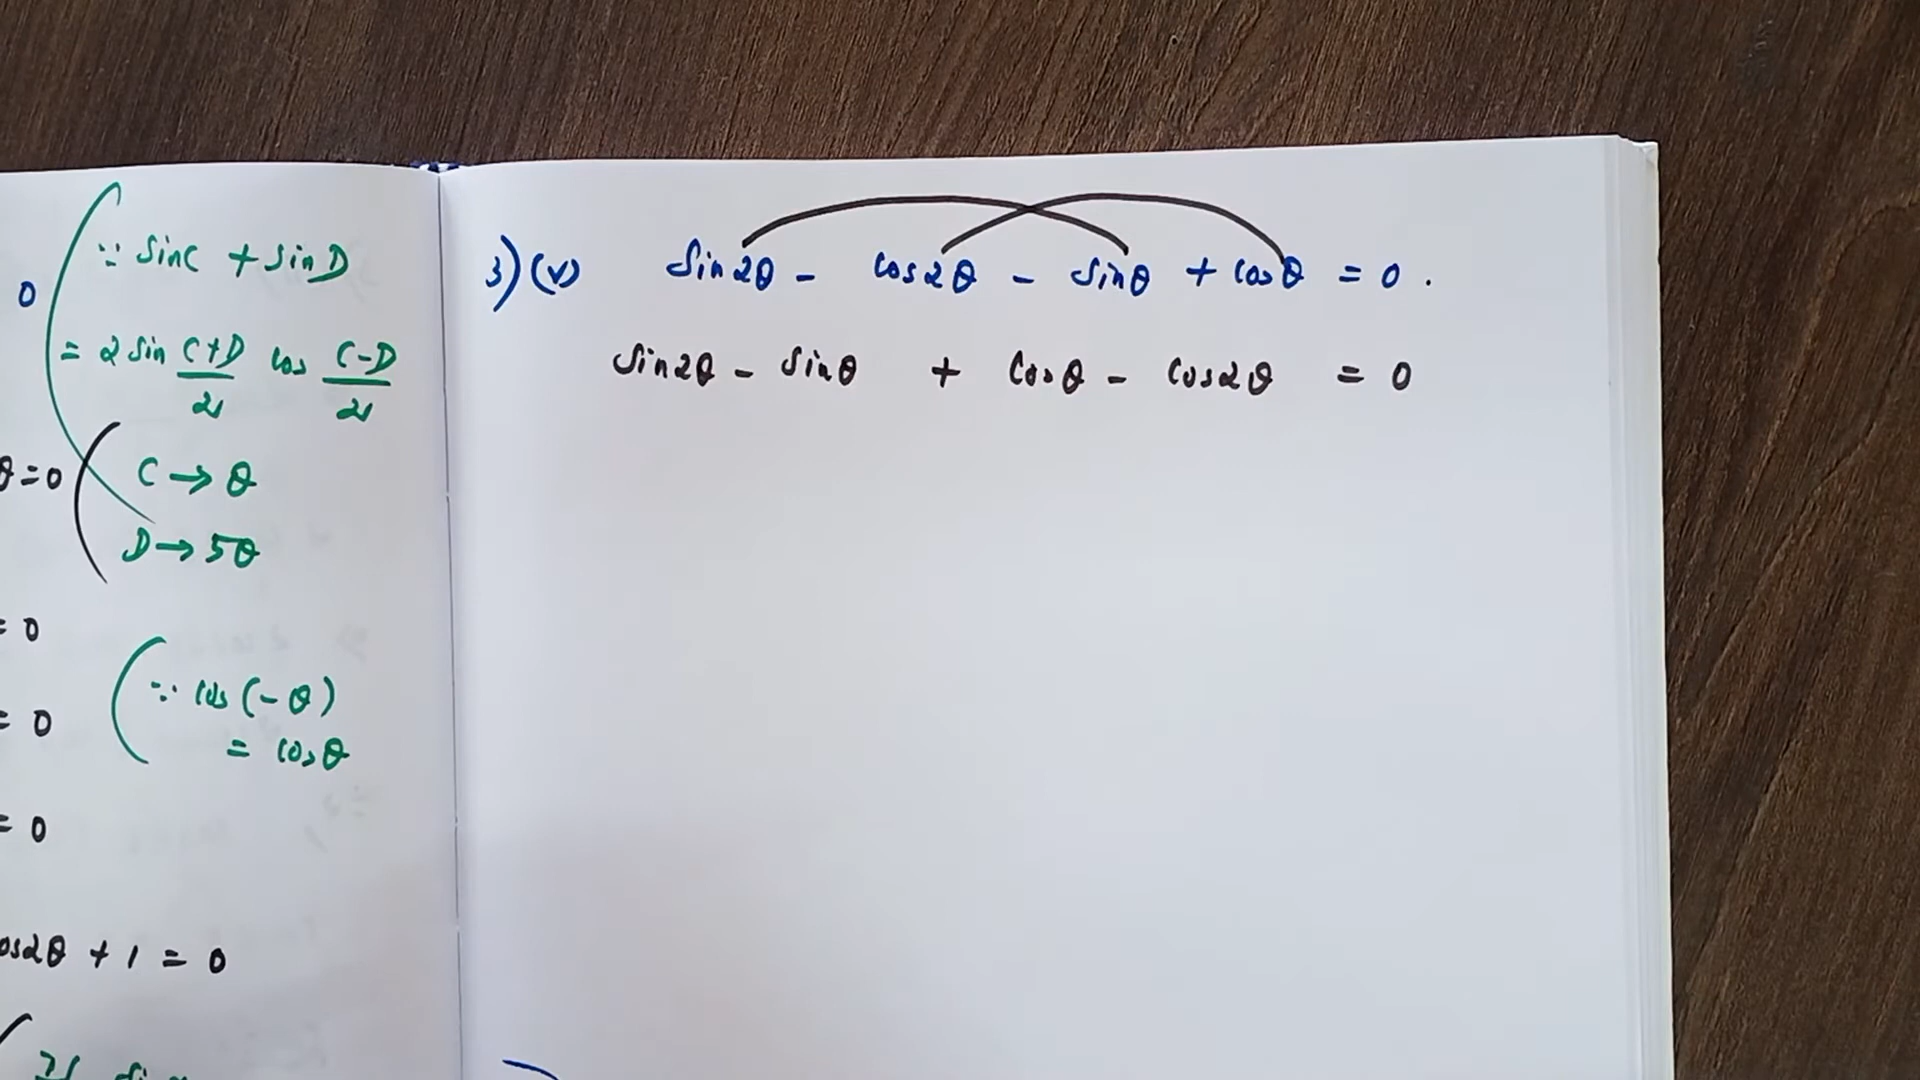 0
∵ sinC + sinD
= 2 sin (C+D)/2 cos (C-D)/2
θ=0
C → θ
D → 5θ
= 0
∵ cos (-θ)
= 0
= cosθ
= 0
cos2θ + 1 = 0
3) (v) sin2θ - cos2θ - sinθ + cosθ = 0 .
sin2θ - sinθ + cosθ - cos2θ = 0